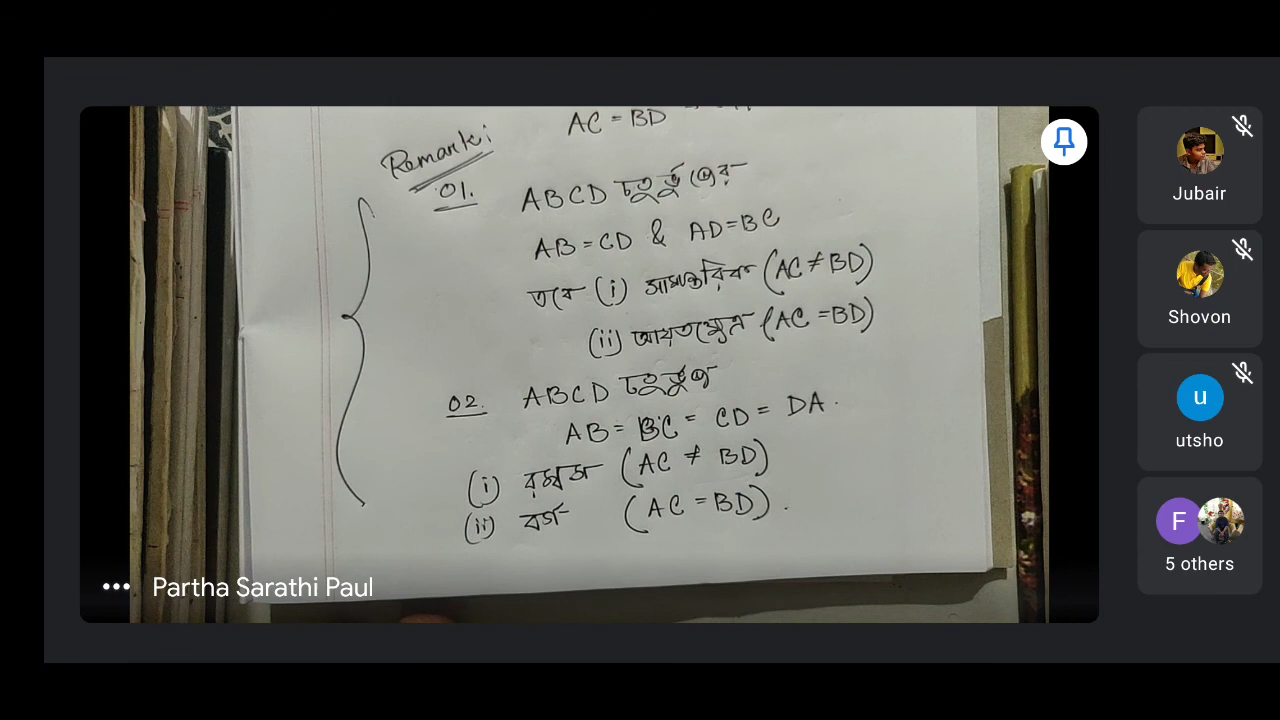 AC = BD
Remark:
01. ABCD চতুর্ভুজের
AB = CD & AD = BC
তবে (i) সামান্তরিক (AC ≠ BD)
(ii) আয়তক্ষেত্র (AC = BD)
02. ABCD চতুর্ভুজ
AB = BC = CD = DA.
(i) রম্বস (AC ≠ BD)
(ii) বর্গ (AC = BD).
••• Partha Sarathi Paul
Jubair
Shovon
u
utsho
F
5 others